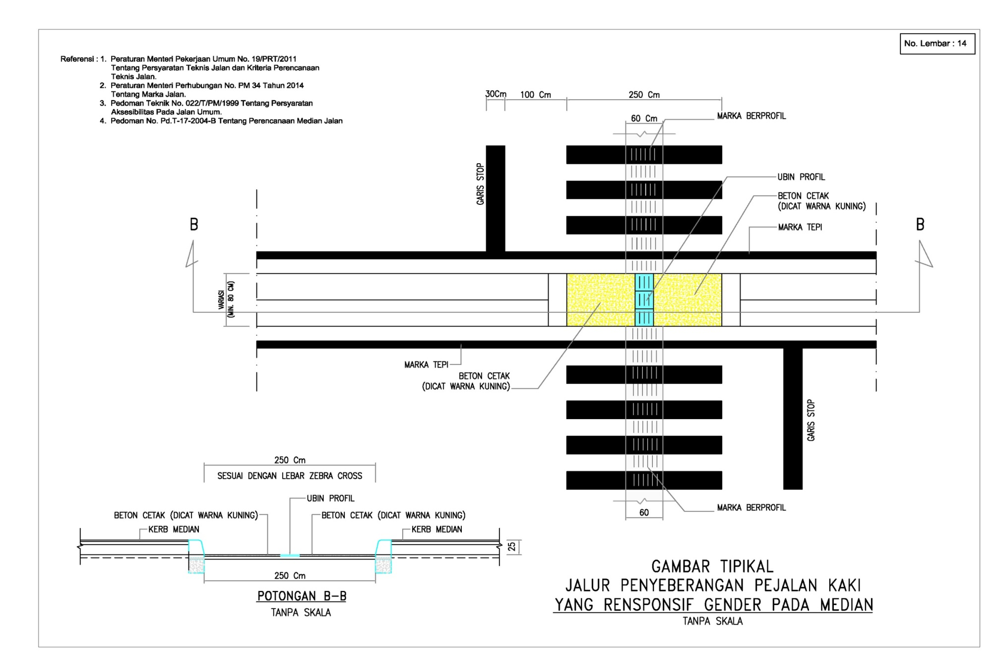 No. Lembar : 14
Referensi : 1. Peraturan Menteri Pekerjaan Umum No. 19/PRT/2011
Tentang Persyaratan Teknis Jalan dan Kriteria Perencanaan
Teknis Jalan.
2. Peraturan Menteri Perhubungan No. PM 34 Tahun 2014
Tentang Marka Jalan.
3. Pedoman Teknik No. 022/T/PM/1999 Tentang Persyaratan
Aksesibilitas Pada Jalan Umum.
4. Pedoman No. Pd.T-17-2004-B Tentang Perencanaan Median Jalan
30Cm
100 Cm
250 Cm
60 Cm
MARKA BERPROFIL
GARIS STOP
UBIN PROFIL
BETON CETAK
(DICAT WARNA KUNING)
MARKA TEPI
B
B
VARIASI
(MIN. 80 CM)
MARKA TEPI
BETON CETAK
(DICAT WARNA KUNING)
GARIS STOP
MARKA BERPROFIL
60
250 Cm
SESUAI DENGAN LEBAR ZEBRA CROSS
UBIN PROFIL
BETON CETAK (DICAT WARNA KUNING)
BETON CETAK (DICAT WARNA KUNING)
KERB MEDIAN
KERB MEDIAN
25
250 Cm
POTONGAN B-B
TANPA SKALA
GAMBAR TIPIKAL
JALUR PENYEBERANGAN PEJALAN KAKI
YANG RENSPONSIF GENDER PADA MEDIAN
TANPA SKALA